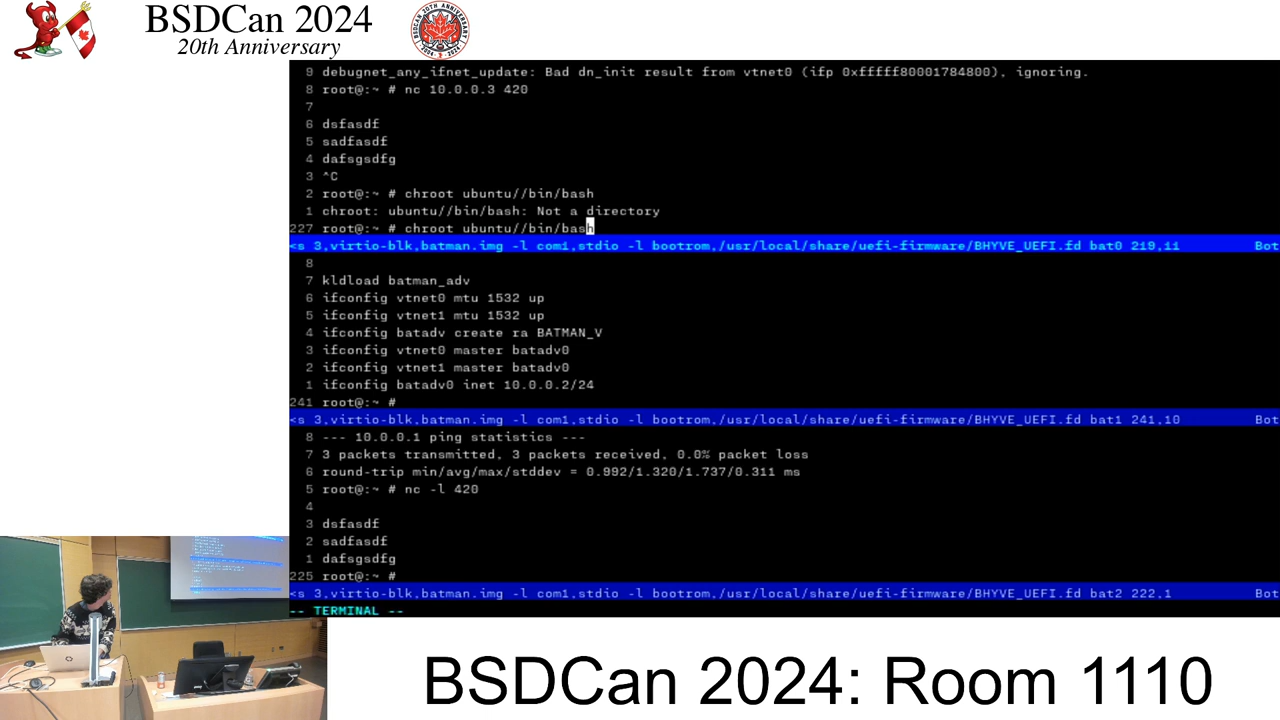 BSDCan 2024
20th Anniversary
9 debugnet_any_ifnet_update: Bad dn_init result from vtnet0 (ifp 0xfffff80001784800), ignoring.
8 root@:~ # nc 10.0.0.3 420
7
6 dsfasdf
5 sadfasdf
4 dafsgsdfg
3 ^C
2 root@:~ # chroot ubuntu//bin/bash
1 chroot: ubuntu//bin/bash: Not a directory
227 root@:~ # chroot ubuntu//bin/bash
<s 3,virtio-blk,batman.img -l com1,stdio -l bootrom,/usr/local/share/uefi-firmware/BHYVE_UEFI.fd bat0 219,11 Bot
8
7 kldload batman_adv
6 ifconfig vtnet0 mtu 1532 up
5 ifconfig vtnet1 mtu 1532 up
4 ifconfig batadv create ra BATMAN_V
3 ifconfig vtnet0 master batadv0
2 ifconfig vtnet1 master batadv0
1 ifconfig batadv0 inet 10.0.0.2/24
241 root@:~ #
<s 3,virtio-blk,batman.img -l com1,stdio -l bootrom,/usr/local/share/uefi-firmware/BHYVE_UEFI.fd bat1 241,10 Bot
8 --- 10.0.0.1 ping statistics ---
7 3 packets transmitted, 3 packets received, 0.0% packet loss
6 round-trip min/avg/max/stddev = 0.992/1.320/1.737/0.311 ms
5 root@:~ # nc -l 420
4
3 dsfasdf
2 sadfasdf
1 dafsgsdfg
225 root@:~ #
<s 3,virtio-blk,batman.img -l com1,stdio -l bootrom,/usr/local/share/uefi-firmware/BHYVE_UEFI.fd bat2 222,1 Bot
-- TERMINAL --
BSDCan 2024: Room 1110